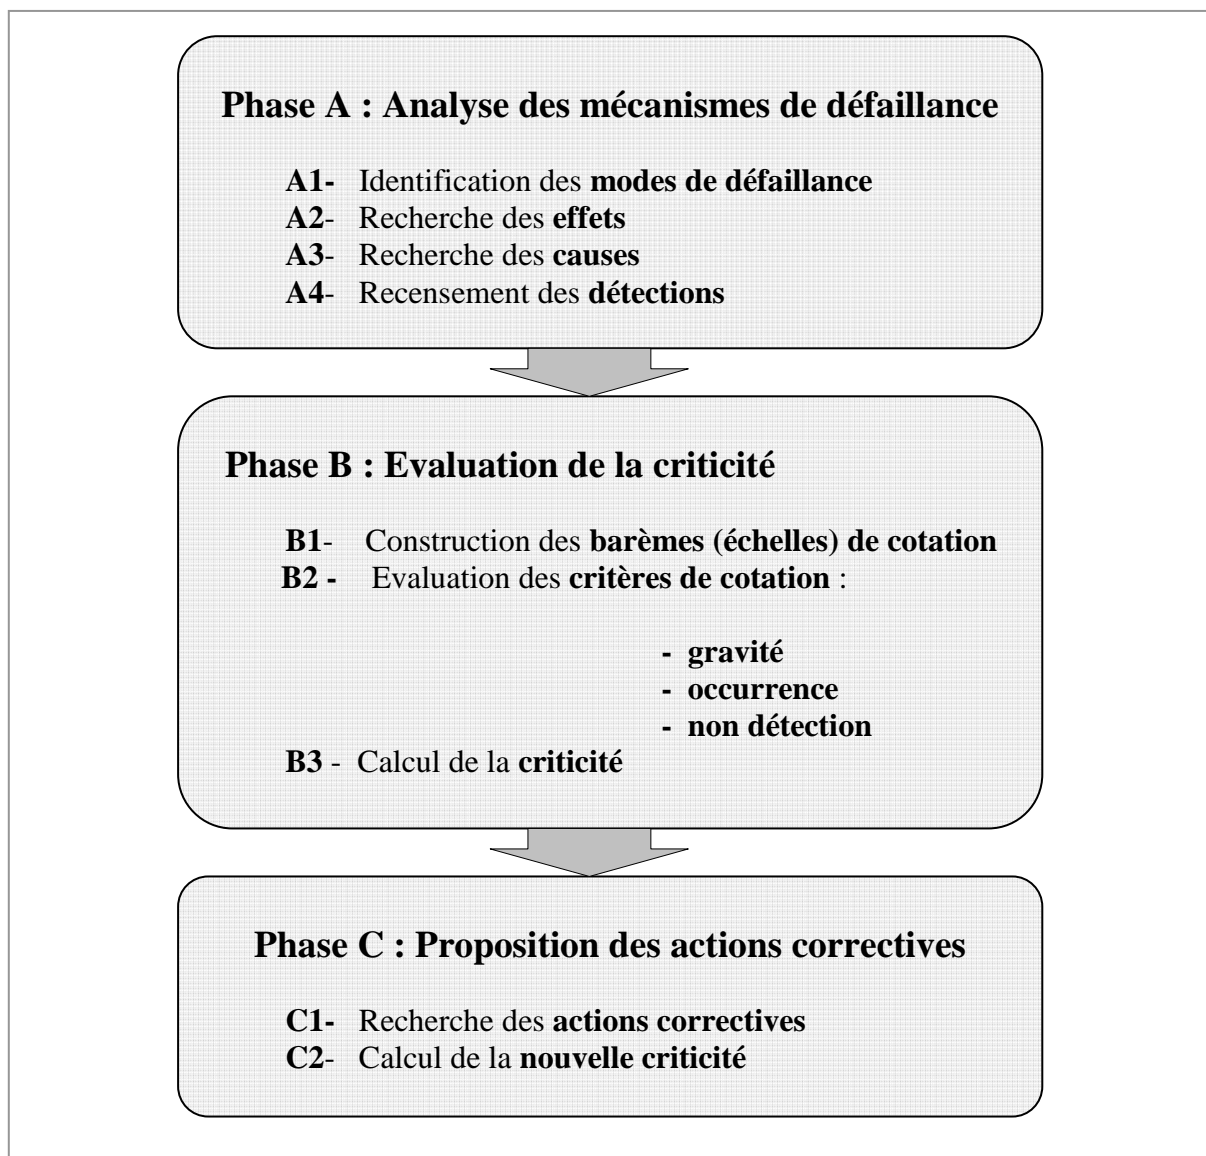 Phase A : Analyse des mécanismes de défaillance
A1- Identification des modes de défaillance
A2- Recherche des effets
A3- Recherche des causes
A4- Recensement des détections
Phase B : Evaluation de la criticité
B1- Construction des barèmes (échelles) de cotation
B2 - Evaluation des critères de cotation :
- gravité
- occurrence
- non détection
B3 - Calcul de la criticité
Phase C : Proposition des actions correctives
C1- Recherche des actions correctives
C2- Calcul de la nouvelle criticité